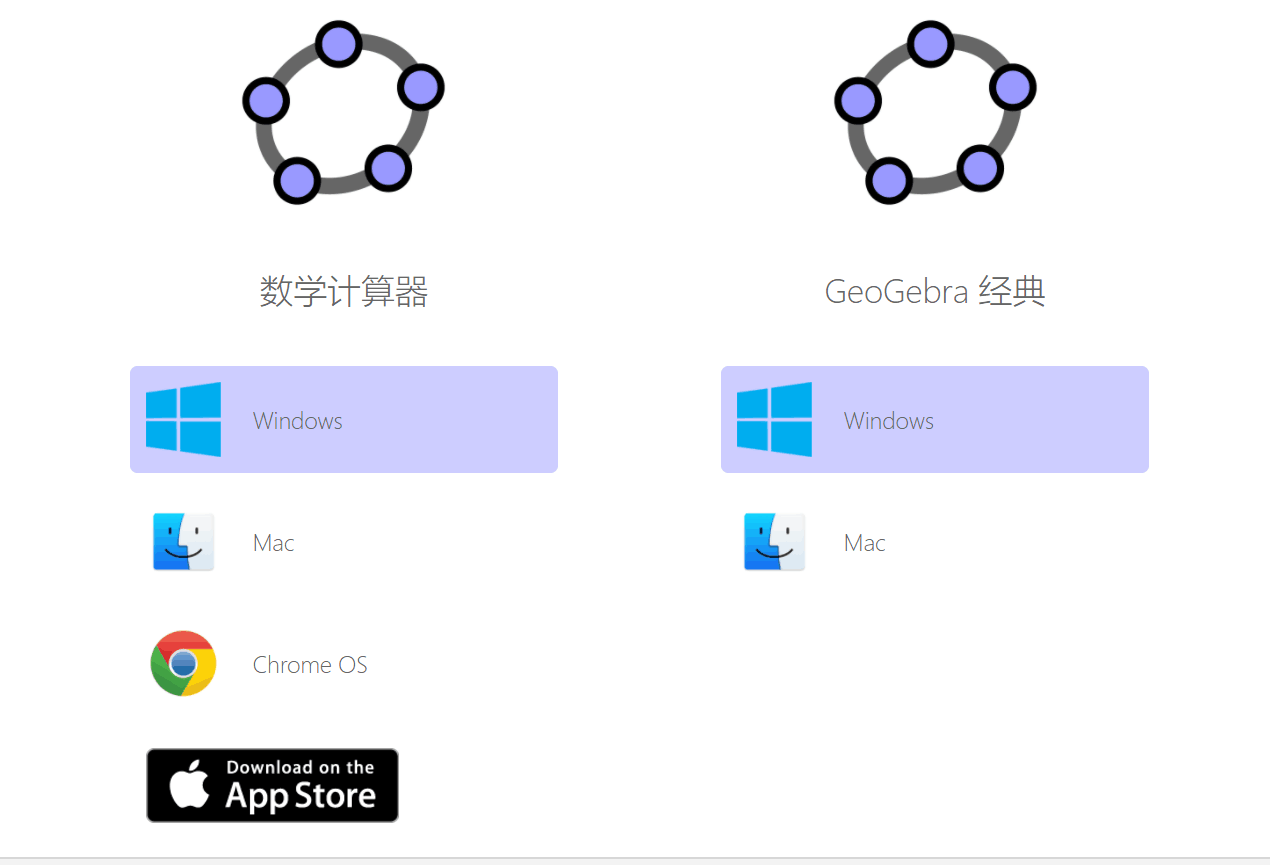 数学计算器
Windows
Mac
Chrome OS
Download on the
App Store
GeoGebra 经典
Windows
Mac